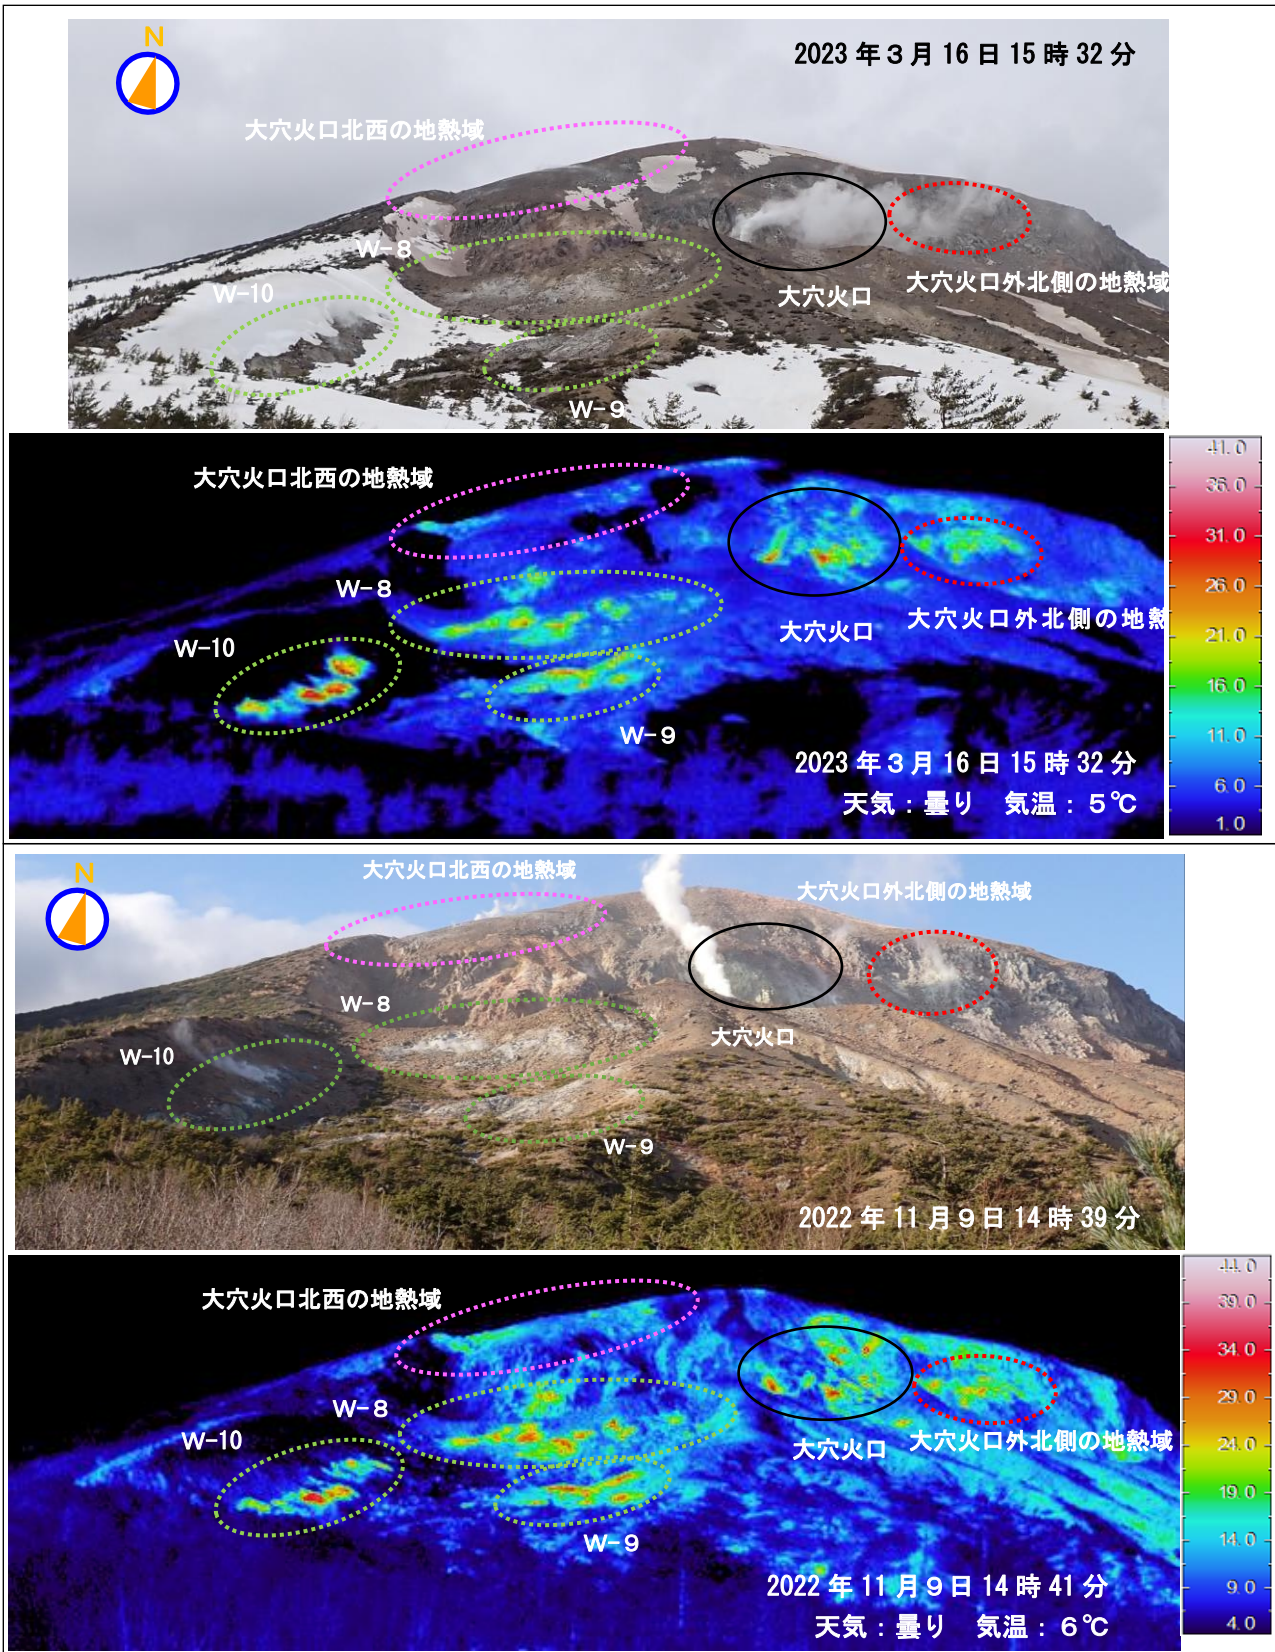 N
2023年3月16日15時32分
大穴火口北西の地熱域
W-8
W-10
大穴火口
大穴火口外北側の地熱域
W-9
大穴火口北西の地熱域
W-8
W-10
大穴火口
大穴火口外北側の地熱
W-9
2023年3月16日15時32分
天気：曇り 気温：5℃
41.0
36.0
31.0
26.0
21.0
16.0
11.0
6.0
1.0
N
大穴火口北西の地熱域
大穴火口外北側の地熱域
W-8
W-10
大穴火口
W-9
2022年11月9日14時39分
大穴火口北西の地熱域
W-8
W-10
大穴火口
大穴火口外北側の地熱域
W-9
2022年11月9日14時41分
天気：曇り 気温：6℃
44.0
39.0
34.0
29.0
24.0
19.0
14.0
9.0
4.0